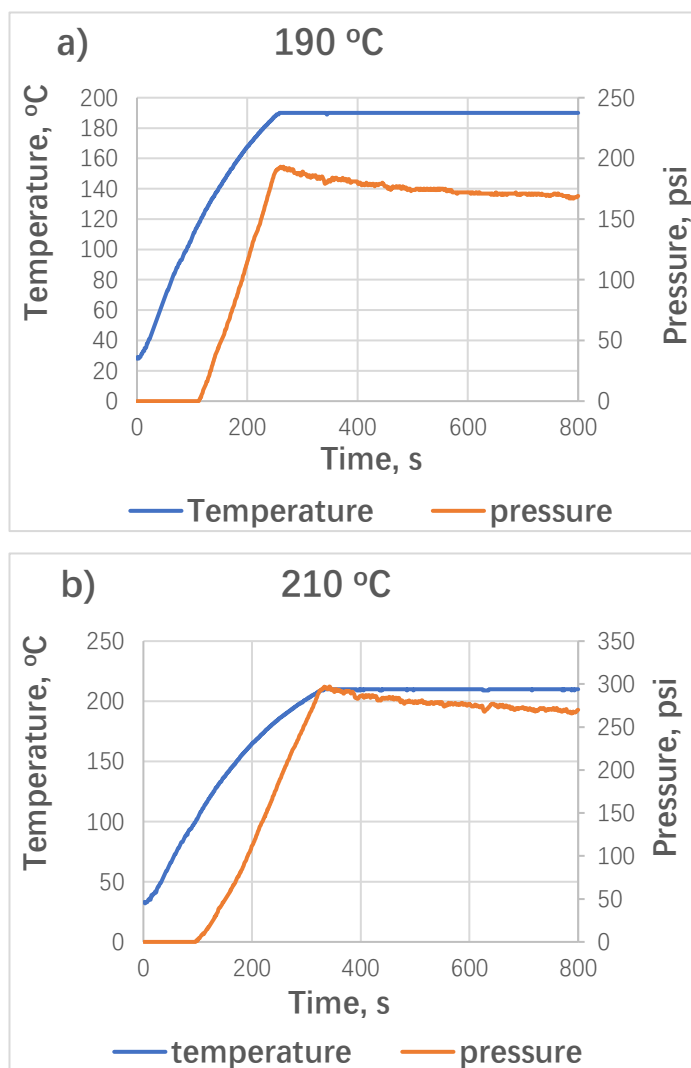 a) 190 ºC
Temperature, ºC
200
180
160
140
120
100
80
60
40
20
0
250
200
150
100
50
0
Pressure, psi
0 200 400 600 800
Time, s
Temperature pressure
b) 210 ºC
Temperature, ºC
250
200
150
100
50
0
350
300
250
200
150
100
50
0
Pressure, psi
0 200 400 600 800
Time, s
temperature pressure